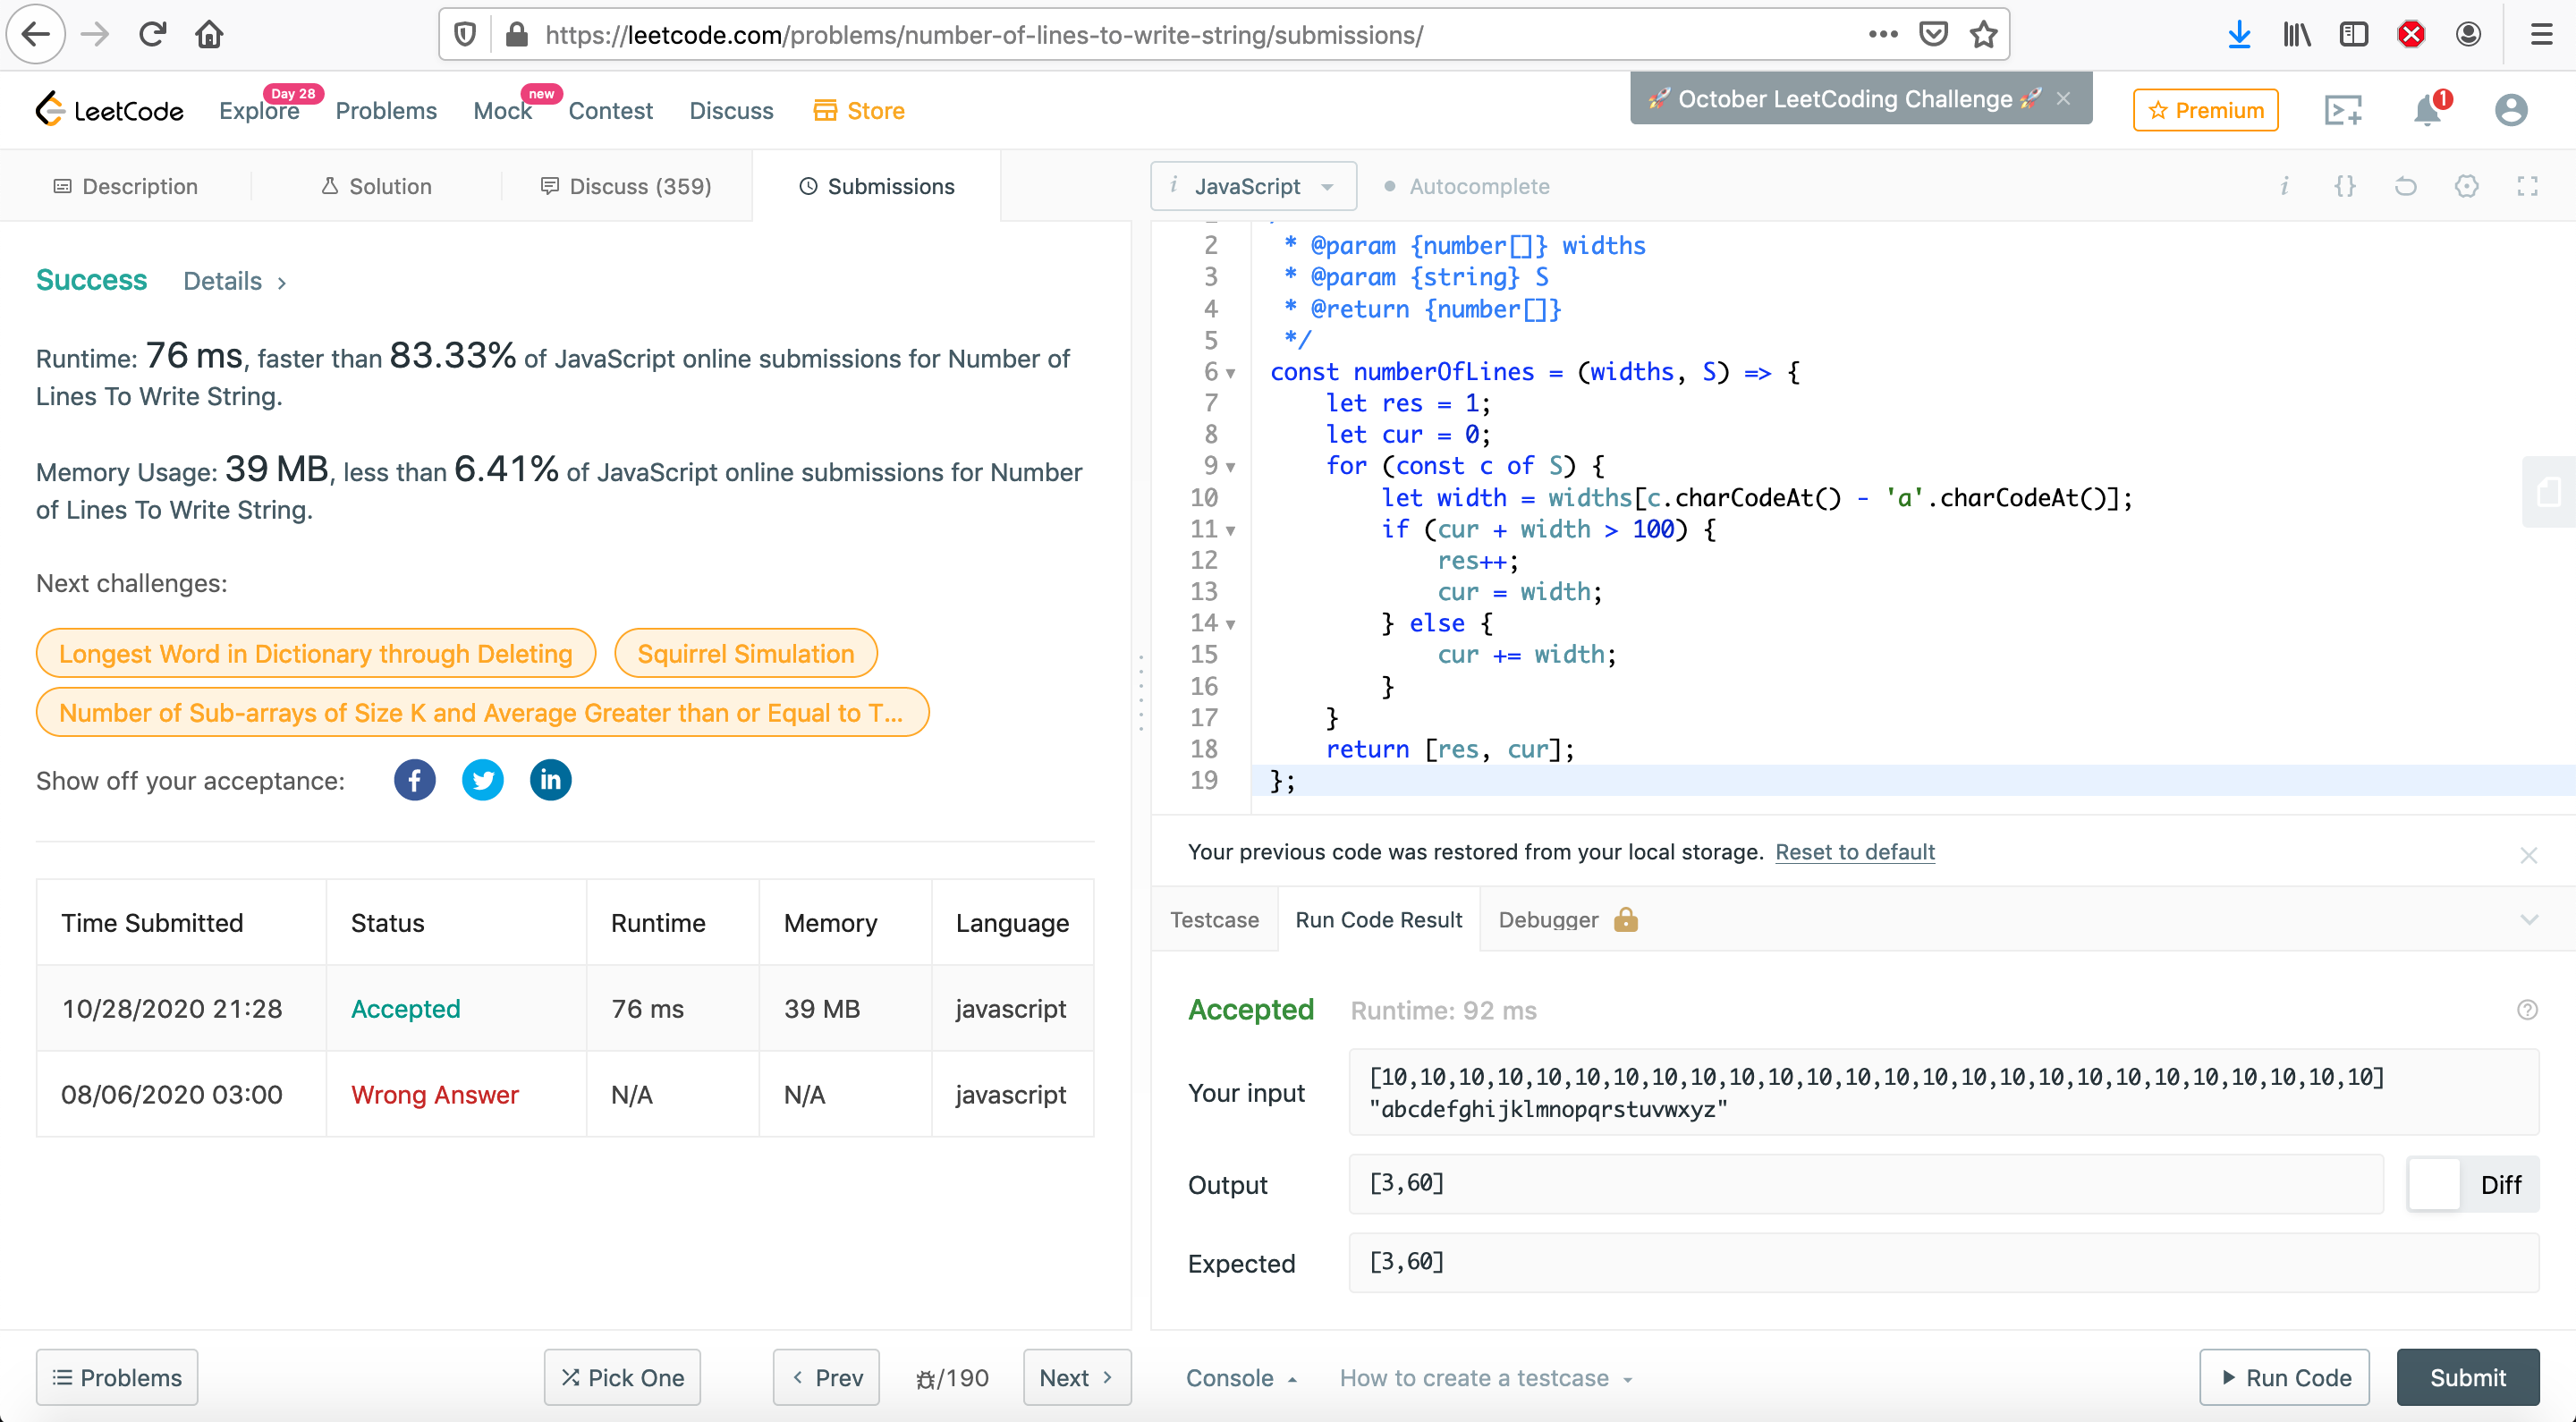 https://leetcode.com/problems/number-of-lines-to-write-string/submissions/
LeetCode
Explore
Day 28
Problems
Mock
new
Contest
Discuss
Store
🚀 October LeetCoding Challenge 🚀
Premium
1
Description
Solution
Discuss (359)
Submissions
Success Details >
Runtime: 76 ms, faster than 83.33% of JavaScript online submissions for Number of
Lines To Write String.
Memory Usage: 39 MB, less than 6.41% of JavaScript online submissions for Number
of Lines To Write String.
Next challenges:
Longest Word in Dictionary through Deleting
Squirrel Simulation
Number of Sub-arrays of Size K and Average Greater than or Equal to T...
Show off your acceptance:
Time Submitted Status Runtime Memory Language
10/28/2020 21:28 Accepted 76 ms 39 MB javascript
08/06/2020 03:00 Wrong Answer N/A N/A javascript
Problems
Pick One
< Prev
/190
Next >
i JavaScript
Autocomplete
2 * @param {number[]} widths
3 * @param {string} S
4 * @return {number[]}
5 */
6 const numberOfLines = (widths, S) => {
7 let res = 1;
8 let cur = 0;
9 for (const c of S) {
10 let width = widths[c.charCodeAt() - 'a'.charCodeAt()];
11 if (cur + width > 100) {
12 res++;
13 cur = width;
14 } else {
15 cur += width;
16 }
17 }
18 return [res, cur];
19 };
Your previous code was restored from your local storage. Reset to default
Testcase
Run Code Result
Debugger
Accepted Runtime: 92 ms
Your input
[10,10,10,10,10,10,10,10,10,10,10,10,10,10,10,10,10,10,10,10,10,10,10,10,10,10]
"abcdefghijklmnopqrstuvwxyz"
Output
[3,60]
Diff
Expected
[3,60]
Console
How to create a testcase
Run Code
Submit